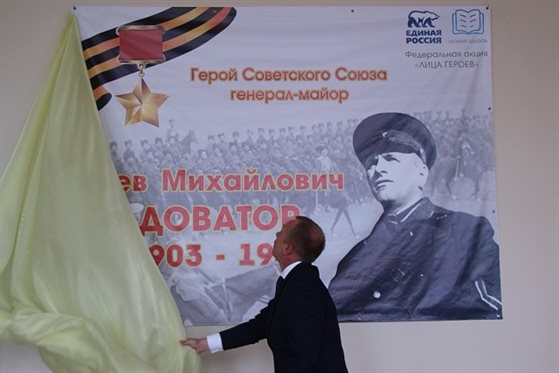 ЕДИНАЯ
РОССИЯ
НОВАЯ ШКОЛА
Федеральная акция
«ЛИЦА ГЕРОЕВ»
Герой Советского Союза
генерал-майор
ев Михайлович
ДОВАТОР
903 - 19